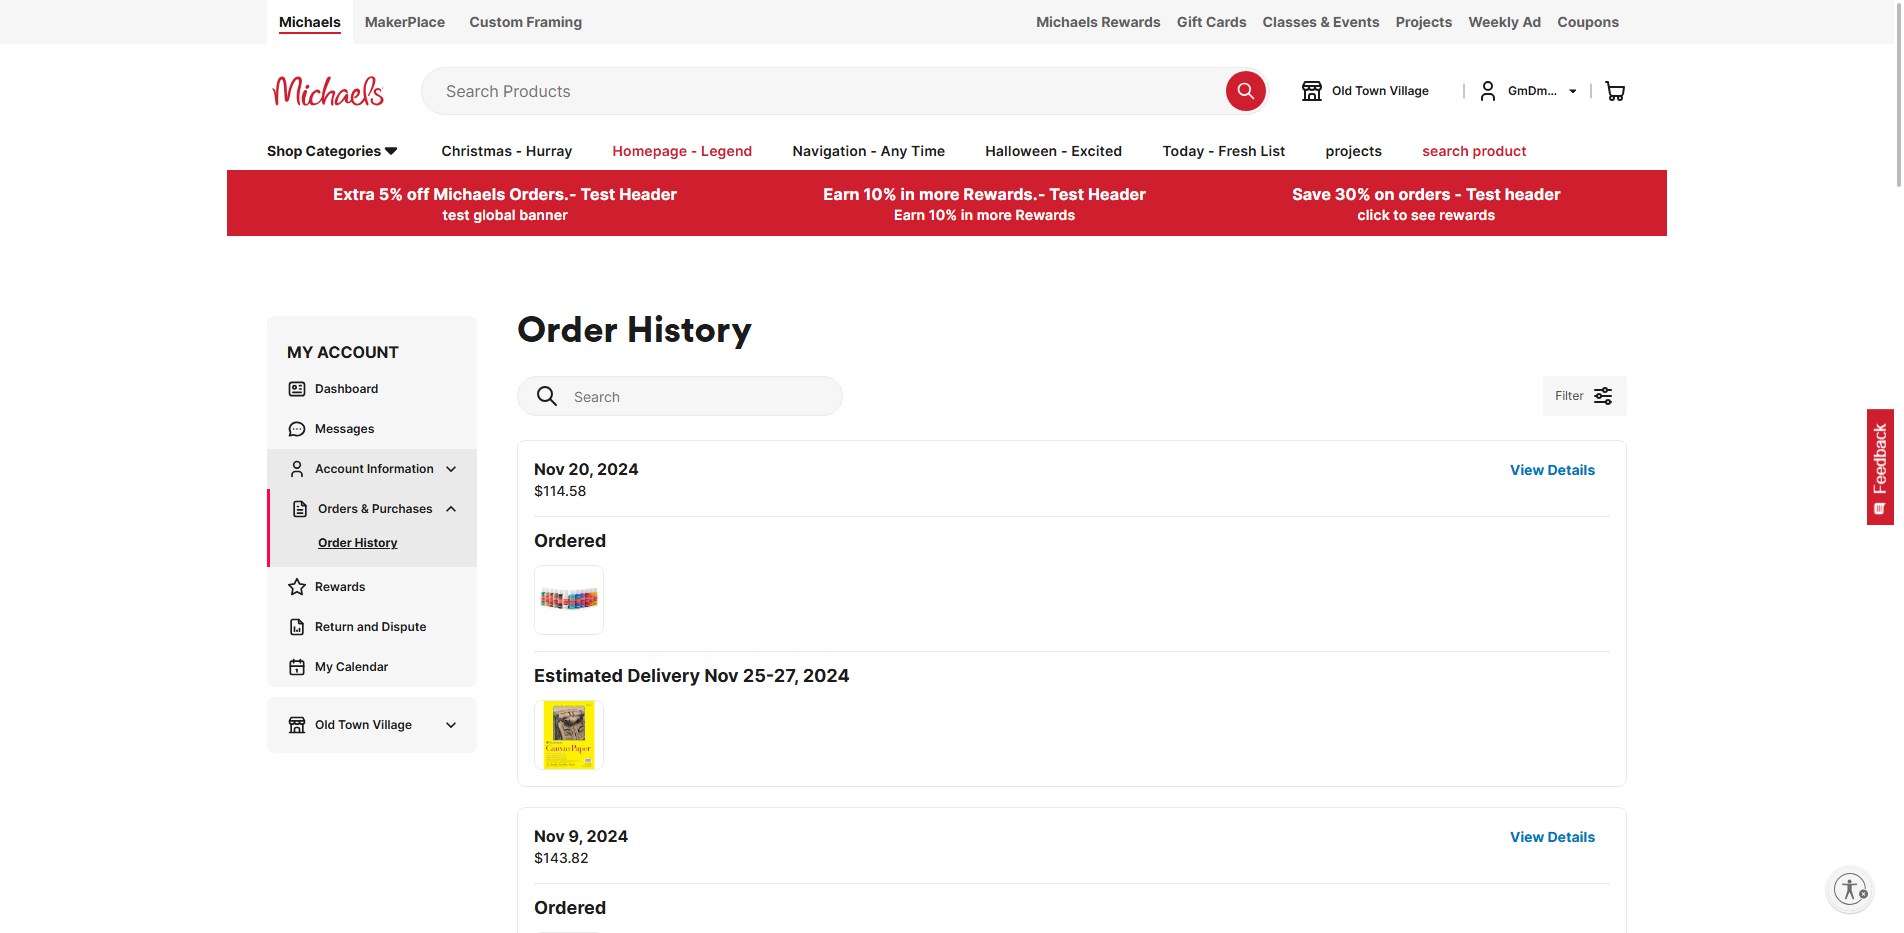 Michaels MakerPlace Custom Framing Michaels Rewards Gift Cards Classes & Events Projects Weekly Ad Coupons
Michaels Search Products Old Town Village GmDm...
Shop Categories Christmas - Hurray Homepage - Legend Navigation - Any Time Halloween - Excited Today - Fresh List projects search product
Extra 5% off Michaels Orders.- Test Header
test global banner
Earn 10% in more Rewards.- Test Header
Earn 10% in more Rewards
Save 30% on orders - Test header
click to see rewards
MY ACCOUNT
Dashboard
Messages
Account Information
Orders & Purchases
Order History
Rewards
Return and Dispute
My Calendar
Old Town Village
Order History
Search
Filter
Nov 20, 2024
View Details
$114.58
Ordered
Estimated Delivery Nov 25-27, 2024
Canvas Paper
Nov 9, 2024
View Details
$143.82
Ordered
Feedback